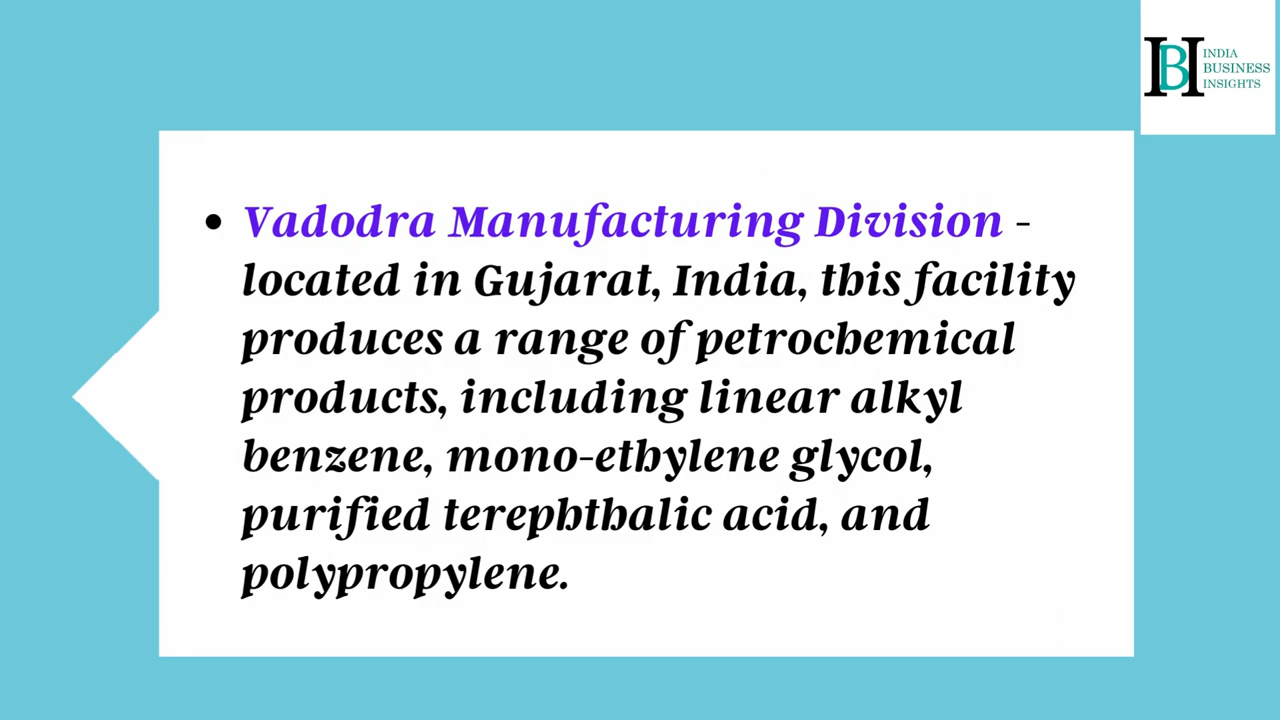 IBI
INDIA
BUSINESS
INSIGHTS
• Vadodra Manufacturing Division -
located in Gujarat, India, this facility
produces a range of petrochemical
products, including linear alkyl
benzene, mono-ethylene glycol,
purified terephthalic acid, and
polypropylene.